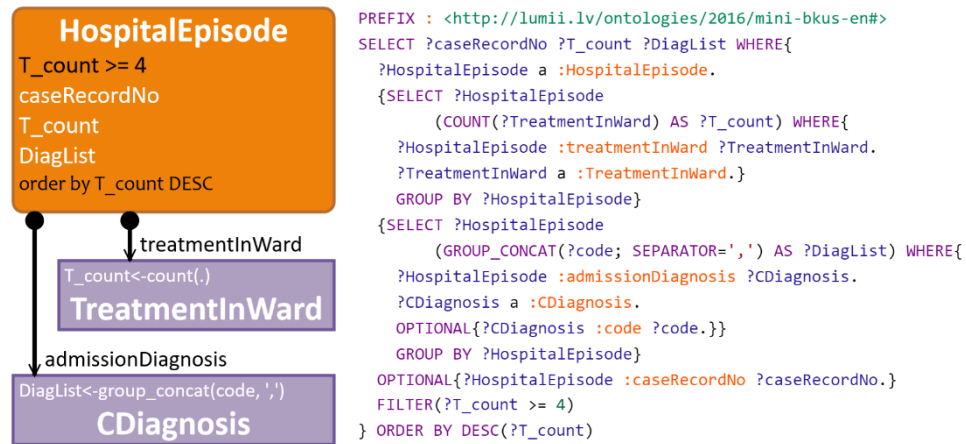 HospitalEpisode
T_count >= 4
caseRecordNo
T_count
DiagList
order by T_count DESC
treatmentInWard
T_count<-count(.)
TreatmentInWard
admissionDiagnosis
DiagList<-group_concat(code, ',')
CDiagnosis
PREFIX : <http://lumii.lv/ontologies/2016/mini-bkus-en#>
SELECT ?caseRecordNo ?T_count ?DiagList WHERE{
?HospitalEpisode a :HospitalEpisode.
{SELECT ?HospitalEpisode
(COUNT(?TreatmentInWard) AS ?T_count) WHERE{
?HospitalEpisode :treatmentInWard ?TreatmentInWard.
?TreatmentInWard a :TreatmentInWard.}
GROUP BY ?HospitalEpisode}
{SELECT ?HospitalEpisode
(GROUP_CONCAT(?code; SEPARATOR=',') AS ?DiagList) WHERE{
?HospitalEpisode :admissionDiagnosis ?CDiagnosis.
?CDiagnosis a :CDiagnosis.
OPTIONAL{?CDiagnosis :code ?code.}}
GROUP BY ?HospitalEpisode}
OPTIONAL{?HospitalEpisode :caseRecordNo ?caseRecordNo.}
FILTER(?T_count >= 4)
} ORDER BY DESC(?T_count)